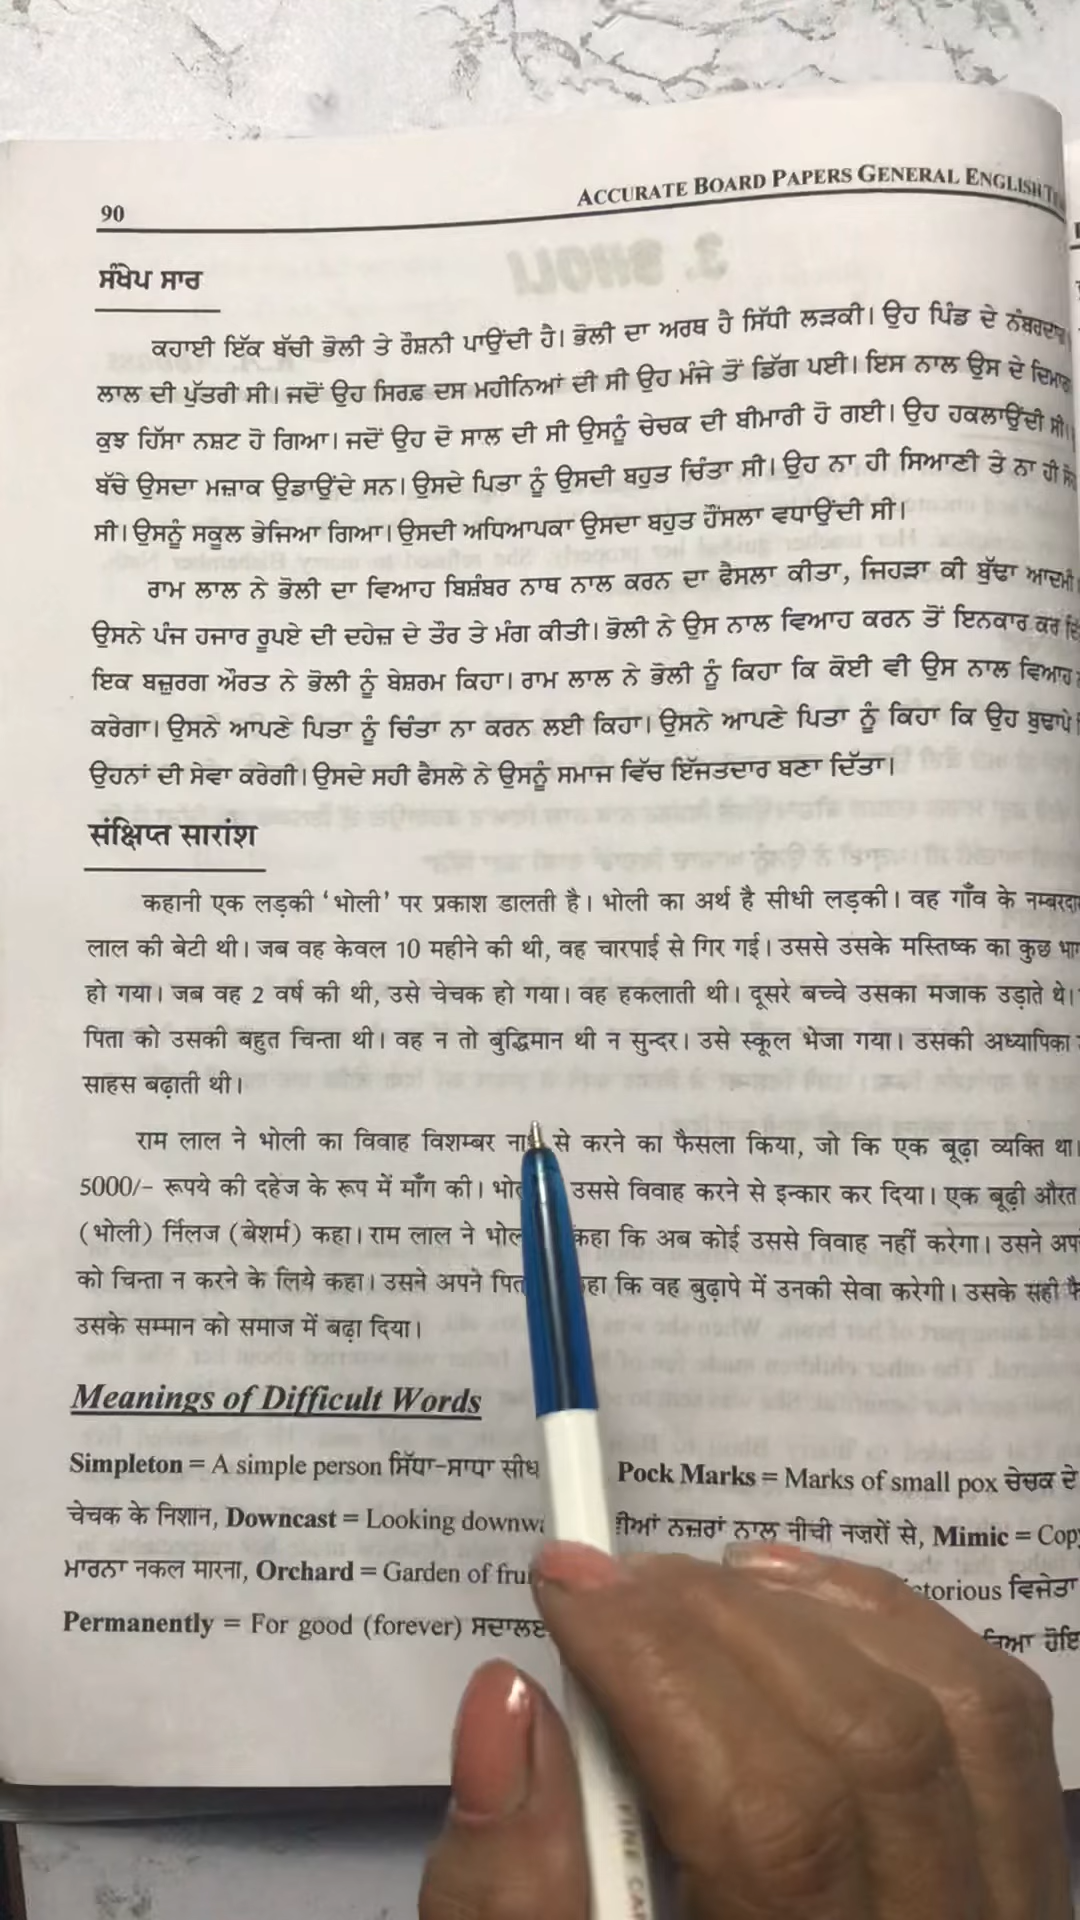 90
ACCURATE BOARD PAPERS GENERAL ENGLISH
ਸੰਖੇਪ ਸਾਰ
ਕਹਾਈ ਇੱਕ ਬੱਚੀ ਭੋਲੀ ਤੇ ਰੌਸ਼ਨੀ ਪਾਉਂਦੀ ਹੈ। ਭੋਲੀ ਦਾ ਅਰਥ ਹੈ ਸਿੱਧੀ ਲੜਕੀ। ਉਹ ਪਿੰਡ ਦੇ ਨੰਬਰਦਾਰ
ਲਾਲ ਦੀ ਪੁੱਤਰੀ ਸੀ। ਜਦੋਂ ਉਹ ਸਿਰਫ਼ ਦਸ ਮਹੀਨਿਆਂ ਦੀ ਸੀ ਉਹ ਮੰਜੇ ਤੋਂ ਡਿੱਗ ਪਈ। ਇਸ ਨਾਲ ਉਸ ਦੇ
ਕੁਝ ਹਿੱਸਾ ਨਸ਼ਟ ਹੋ ਗਿਆ। ਜਦੋਂ ਉਹ ਦੋ ਸਾਲ ਦੀ ਸੀ ਉਸਨੂੰ ਚੇਚਕ ਦੀ ਬੀਮਾਰੀ ਹੋ ਗਈ। ਉਹ ਹਕਲਾਉਂਦੀ ਸੀ।
ਬੱਚੇ ਉਸਦਾ ਮਜ਼ਾਕ ਉਡਾਉਂਦੇ ਸਨ। ਉਸਦੇ ਪਿਤਾ ਨੂੰ ਉਸਦੀ ਬਹੁਤ ਚਿੰਤਾ ਸੀ। ਉਹ ਨਾ ਹੀ ਸਿਆਣੀ ਤੇ ਨਾ ਹੀ
ਸੀ। ਉਸਨੂੰ ਸਕੂਲ ਭੇਜਿਆ ਗਿਆ। ਉਸਦੀ ਅਧਿਆਪਕਾ ਉਸਦਾ ਬਹੁਤ ਹੌਂਸਲਾ ਵਧਾਉਂਦੀ ਸੀ।
ਰਾਮ ਲਾਲ ਨੇ ਭੋਲੀ ਦਾ ਵਿਆਹ ਬਿਸ਼ੰਬਰ ਨਾਥ ਨਾਲ ਕਰਨ ਦਾ ਫੈਸਲਾ ਕੀਤਾ, ਜਿਹੜਾ ਕੀ ਬੁੱਢਾ ਆਦਮੀ
ਉਸਨੇ ਪੰਜ ਹਜਾਰ ਰੂਪਏ ਦੀ ਦਹੇਜ਼ ਦੇ ਤੌਰ ਤੇ ਮੰਗ ਕੀਤੀ। ਭੋਲੀ ਨੇ ਉਸ ਨਾਲ ਵਿਆਹ ਕਰਨ ਤੋਂ ਇਨਕਾਰ ਕਰ
ਇਕ ਬਜ਼ੁਰਗ ਔਰਤ ਨੇ ਭੋਲੀ ਨੂੰ ਬੇਸ਼ਰਮ ਕਿਹਾ। ਰਾਮ ਲਾਲ ਨੇ ਭੋਲੀ ਨੂੰ ਕਿਹਾ ਕਿ ਕੋਈ ਵੀ ਉਸ ਨਾਲ ਵਿਆਹ
ਕਰੇਗਾ। ਉਸਨੇ ਆਪਣੇ ਪਿਤਾ ਨੂੰ ਚਿੰਤਾ ਨਾ ਕਰਨ ਲਈ ਕਿਹਾ। ਉਸਨੇ ਆਪਣੇ ਪਿਤਾ ਨੂੰ ਕਿਹਾ ਕਿ ਉਹ ਬੁਢਾਪੇ
ਉਹਨਾਂ ਦੀ ਸੇਵਾ ਕਰੇਗੀ। ਉਸਦੇ ਸਹੀ ਫੈਸਲੇ ਨੇ ਉਸਨੂੰ ਸਮਾਜ ਵਿੱਚ ਇੱਜਤਦਾਰ ਬਣਾ ਦਿੱਤਾ।
संक्षिप्त सारांश
कहानी एक लड़की ‘भोली’ पर प्रकाश डालती है। भोली का अर्थ है सीधी लड़की। वह गाँव के
लाल की बेटी थी। जब वह केवल 10 महीने की थी, वह चारपाई से गिर गई। उससे उसके मस्तिष्क का कुछ
हो गया। जब वह 2 वर्ष की थी, उसे चेचक हो गया। वह हकलाती थी। दूसरे बच्चे उसका मजाक उड़ाते थे।
पिता को उसकी बहुत चिन्ता थी। वह न तो बुद्धिमान थी न सुन्दर। उसे स्कूल भेजा गया। उसकी अध्यापिका
साहस बढ़ाती थी।
राम लाल ने भोली का विवाह विशम्बर से करने का फैसला किया, जो कि एक बूढ़ा व्यक्ति था।
5000/- रूपये की दहेज के रूप में माँग की। उससे विवाह करने से इन्कार कर दिया। एक बूढ़ी औरत
(भोली) र्निलज (बेशर्म) कहा। राम लाल ने कहा कि अब कोई उससे विवाह नहीं करेगा। उसने
को चिन्ता न करने के लिये कहा। उसने अपने कि वह बुढ़ापे में उनकी सेवा करेगी। उसके सही
उसके सम्मान को समाज में बढ़ा दिया।
Meanings of Difficult Words
Simpleton = A simple person ਸਿੱਧਾ-ਸਾਧਾ Pock Marks = Marks of small pox ਚੇਚਕ ਦੇ
चेचक के निशान, Downcast = Looking ਨਜ਼ਰਾਂ ਨਾਲ नीची नजरों से, Mimic =
ਮਾਰਨਾ नकल मारना, Orchard = Garden of ਵਿਜੇਤਾ
Permanently = For good (forever)